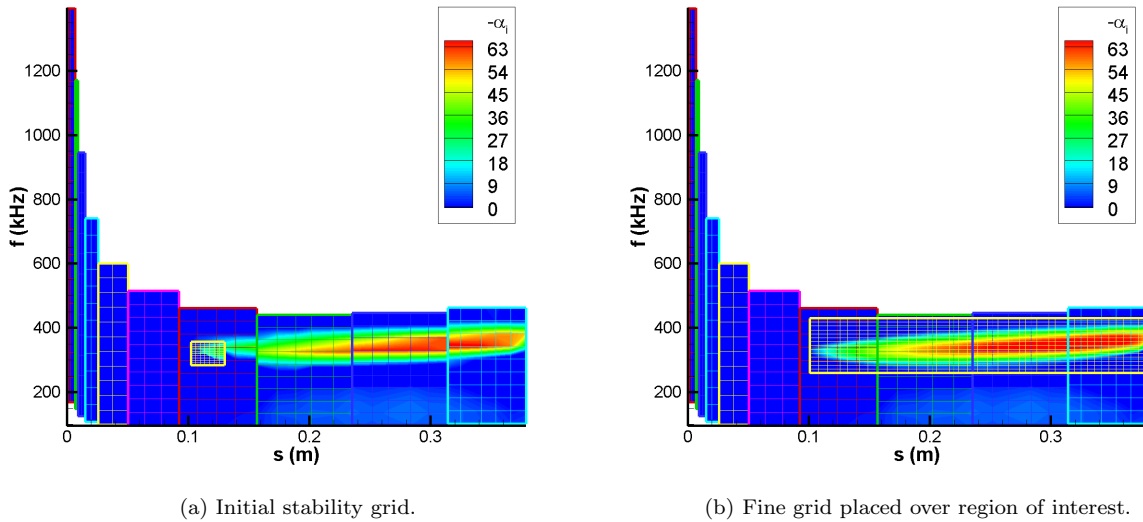 -αi
63
54
45
36
27
18
9
0
f (kHz)
1200
1000
800
600
400
200
0 0.1 0.2 0.3
s (m)
(a) Initial stability grid.
-αi
63
54
45
36
27
18
9
0
f (kHz)
1200
1000
800
600
400
200
0 0.1 0.2 0.3
s (m)
(b) Fine grid placed over region of interest.